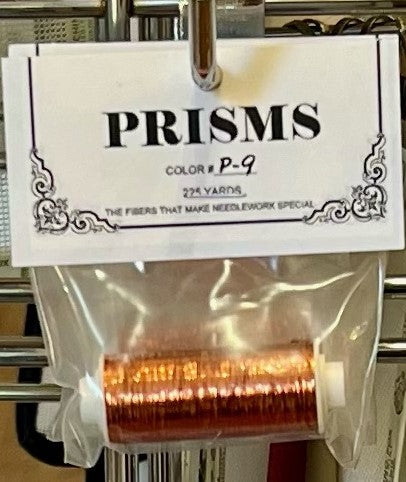 PRISMS
COLOR # P-9
225 YARDS
THE FIBERS THAT MAKE NEEDLEWORK SPECIAL